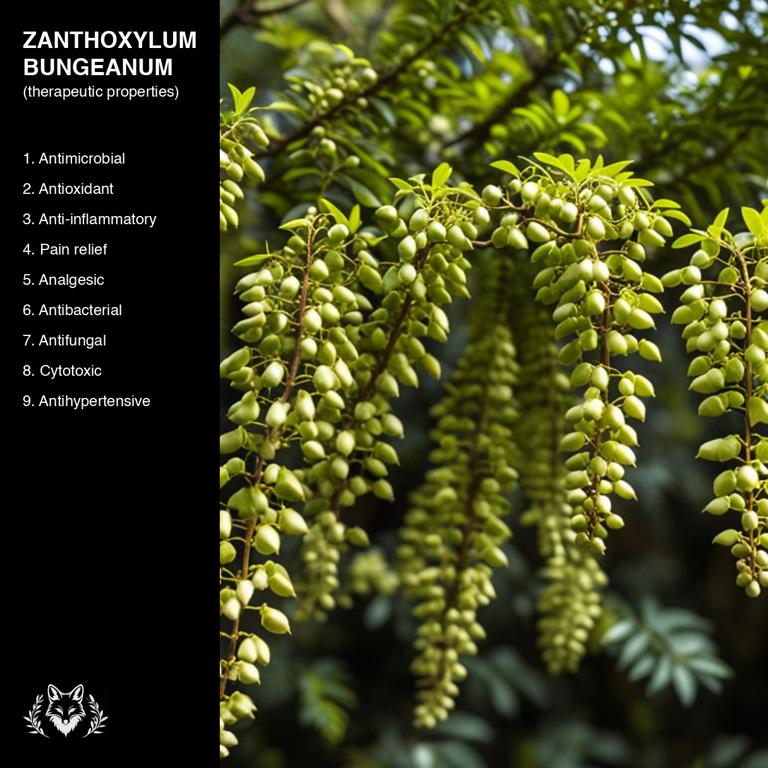 ZANTHOXYLUM
BUNGEANUM
(therapeutic properties)
1. Antimicrobial
2. Antioxidant
3. Anti-inflammatory
4. Pain relief
5. Analgesic
6. Antibacterial
7. Antifungal
8. Cytotoxic
9. Antihypertensive